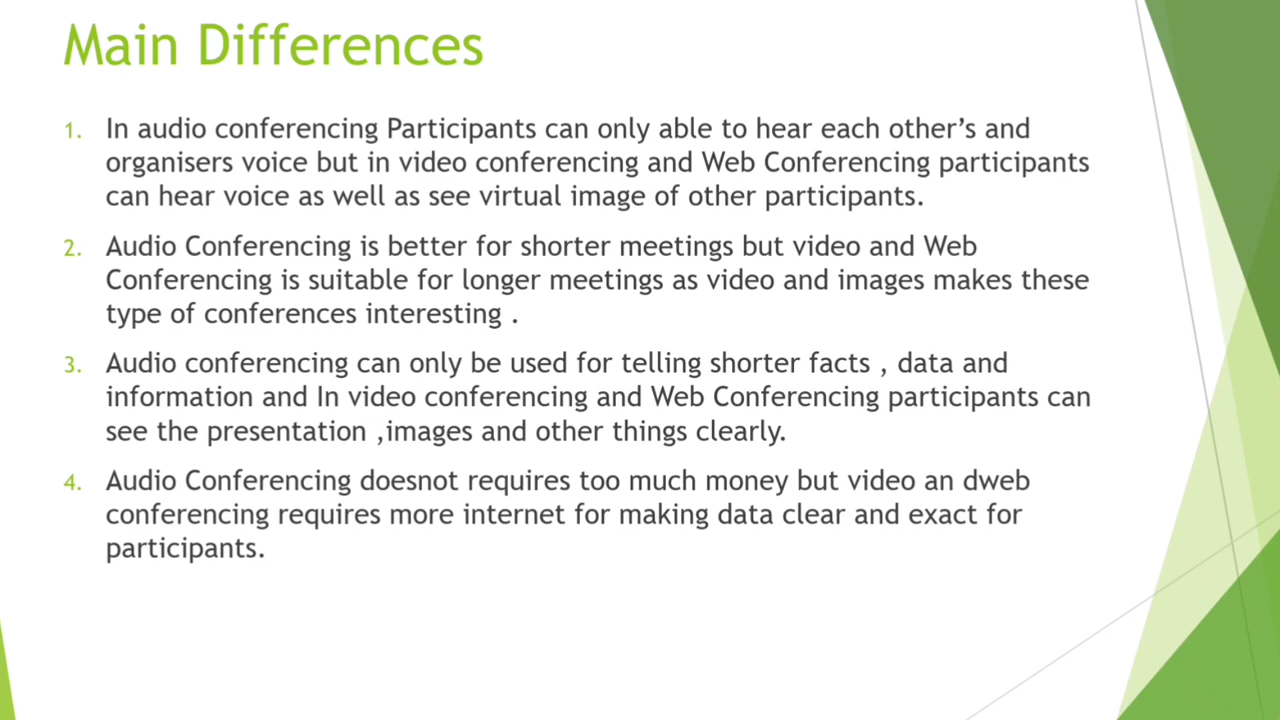 Main Differences
1. In audio conferencing Participants can only able to hear each other’s and
organisers voice but in video conferencing and Web Conferencing participants
can hear voice as well as see virtual image of other participants.
2. Audio Conferencing is better for shorter meetings but video and Web
Conferencing is suitable for longer meetings as video and images makes these
type of conferences interesting .
3. Audio conferencing can only be used for telling shorter facts , data and
information and In video conferencing and Web Conferencing participants can
see the presentation ,images and other things clearly.
4. Audio Conferencing doesnot requires too much money but video an dweb
conferencing requires more internet for making data clear and exact for
participants.